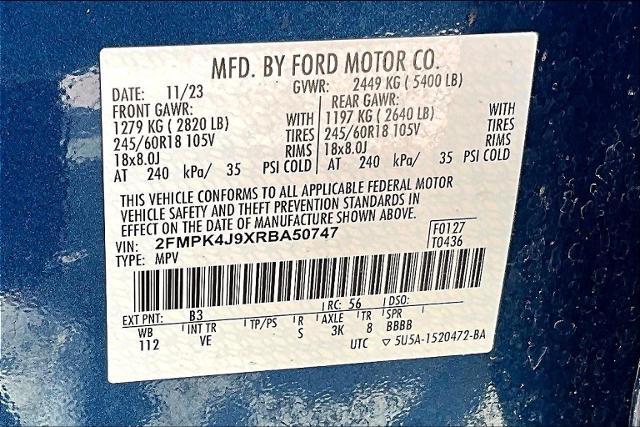 MFD. BY FORD MOTOR CO.
DATE: 11/23 GVWR: 2449 KG (5400 LB)
FRONT GAWR: REAR GAWR:
1279 KG (2820 LB) WITH 1197 KG (2640 LB) WITH
245/60R18 105V TIRES 245/60R18 105V TIRES
18x8.0J RIMS 18x8.0J RIMS
AT 240 kPa/ 35 PSI COLD AT 240 kPa/ 35 PSI COLD
THIS VEHICLE CONFORMS TO ALL APPLICABLE FEDERAL MOTOR
VEHICLE SAFETY AND THEFT PREVENTION STANDARDS IN
EFFECT ON THE DATE OF MANUFACTURE SHOWN ABOVE.
VIN: 2FMPK4J9XRBA50747 F0127
TYPE: MPV T0436
EXT PNT: B3 RC: 56 DSO:
WB INT TR TP/PS R AXLE TR SPR
112 VE S 3K 8 BBBB
UTC ▽ 5U5A-1520472-BA